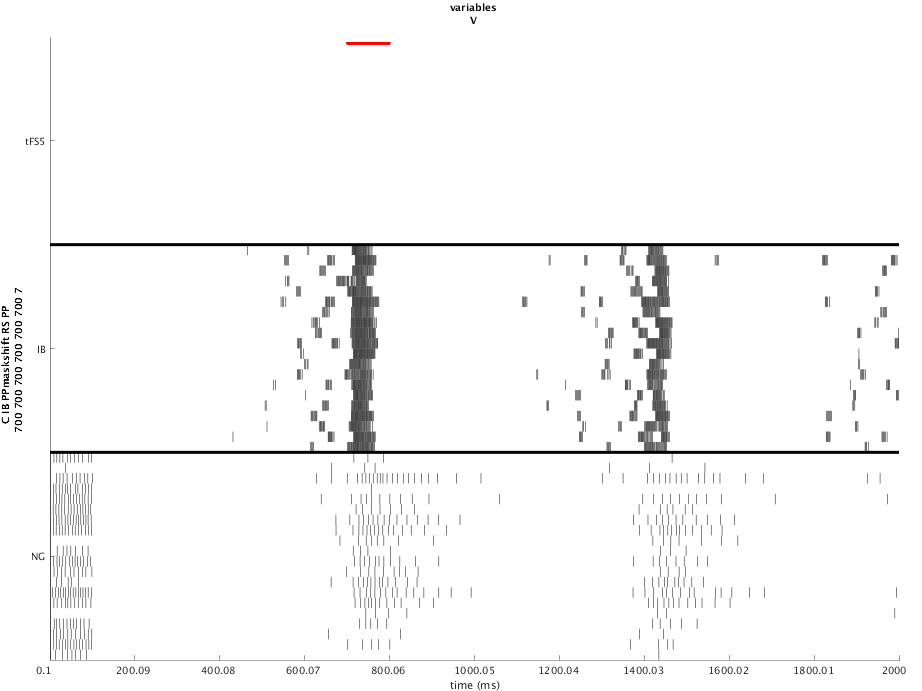 variables
V
tFS5
IB
NG
C IB PPmaskshift RS PP
700 700 700 700 700 700 7
0.1 200.09 400.08 600.07 800.06 1000.05 1200.04 1400.03 1600.02 1800.01 2000
time (ms)